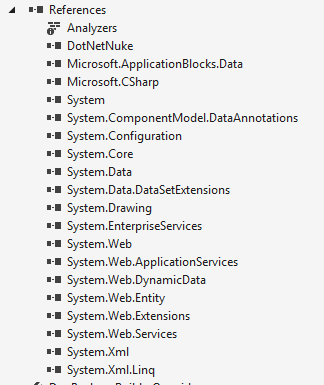 References
Analyzers
DotNetNuke
Microsoft.ApplicationBlocks.Data
Microsoft.CSharp
System
System.ComponentModel.DataAnnotations
System.Configuration
System.Core
System.Data
System.Data.DataSetExtensions
System.Drawing
System.EnterpriseServices
System.Web
System.Web.ApplicationServices
System.Web.DynamicData
System.Web.Entity
System.Web.Extensions
System.Web.Services
System.Xml
System.Xml.Linq